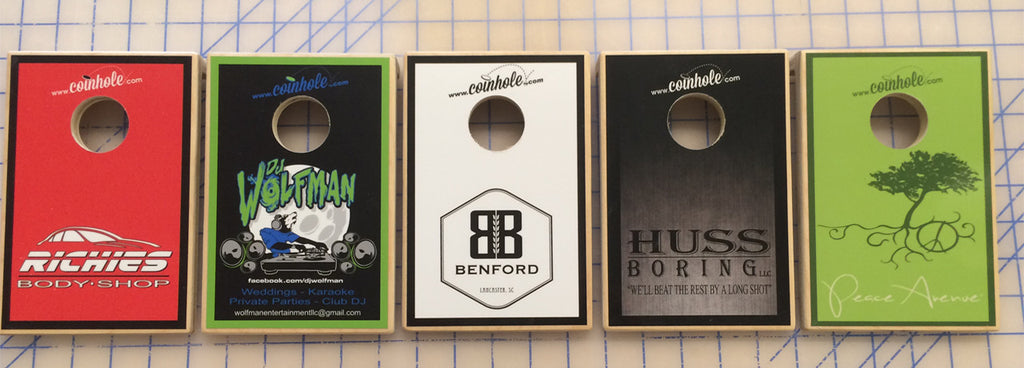 www.coinhole.com
RICHIES
BODY·SHOP
www.coinhole.com
DJ
WOLFMAN
facebook.com/djwolfman
Weddings - Karaoke
Private Parties - Club DJ
wolfmanentertainmentllc@gmail.com
www.coinhole.com
BB
BENFORD
LANCASTER, SC
www.coinhole.com
HUSS
BORING LLC
"WE'LL BEAT THE REST BY A LONG SHOT"
www.coinhole.com
Peace Avenue